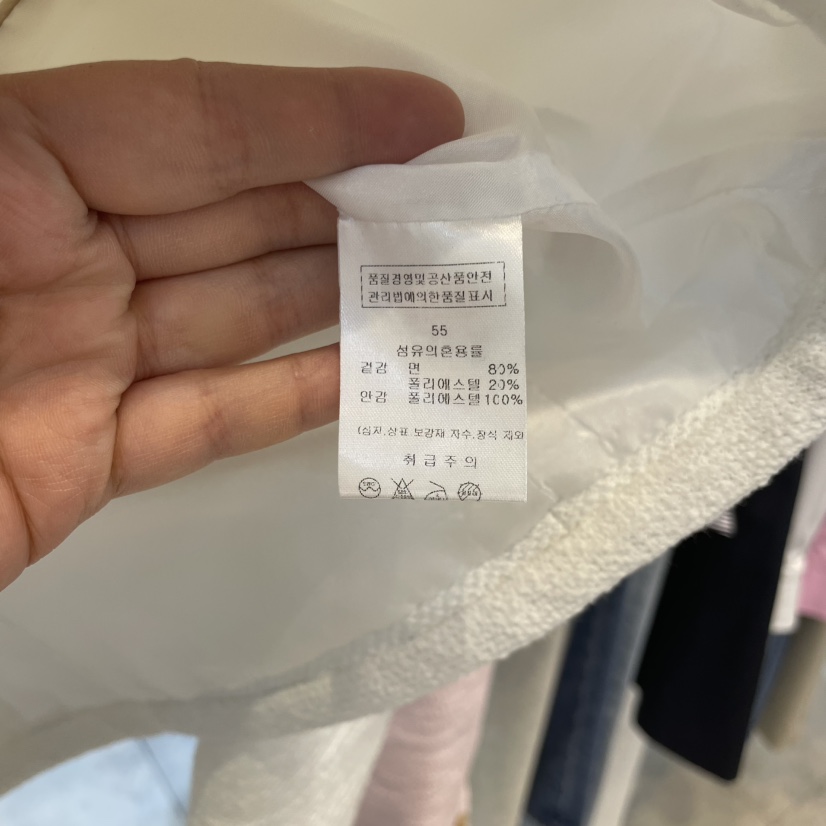 품질경영및공산품안전
관리법에의한품질표시
55
섬유의혼용률
겉감 면 80%
폴리에스텔 20%
안감 폴리에스텔 100%
(심지.상표 보강재 자수.장식 제외
취 급 주 의